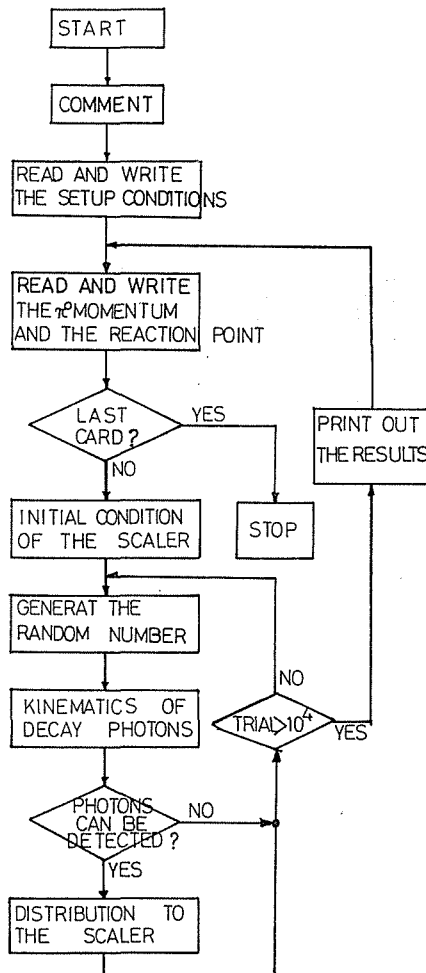 START
COMMENT
READ AND WRITE
THE SETUP CONDITIONS
READ AND WRITE
THE π° MOMENTUM
AND THE REACTION POINT
LAST
CARD?
YES
NO
PRINT OUT
THE RESULTS
INITIAL CONDITION
OF THE SCALER
STOP
GENERAT THE
RANDOM NUMBER
NO
KINEMATICS OF
DECAY PHOTONS
TRIAL>10⁴
YES
PHOTONS
CAN BE
DETECTED?
NO
YES
DISTRIBUTION TO
THE SCALER